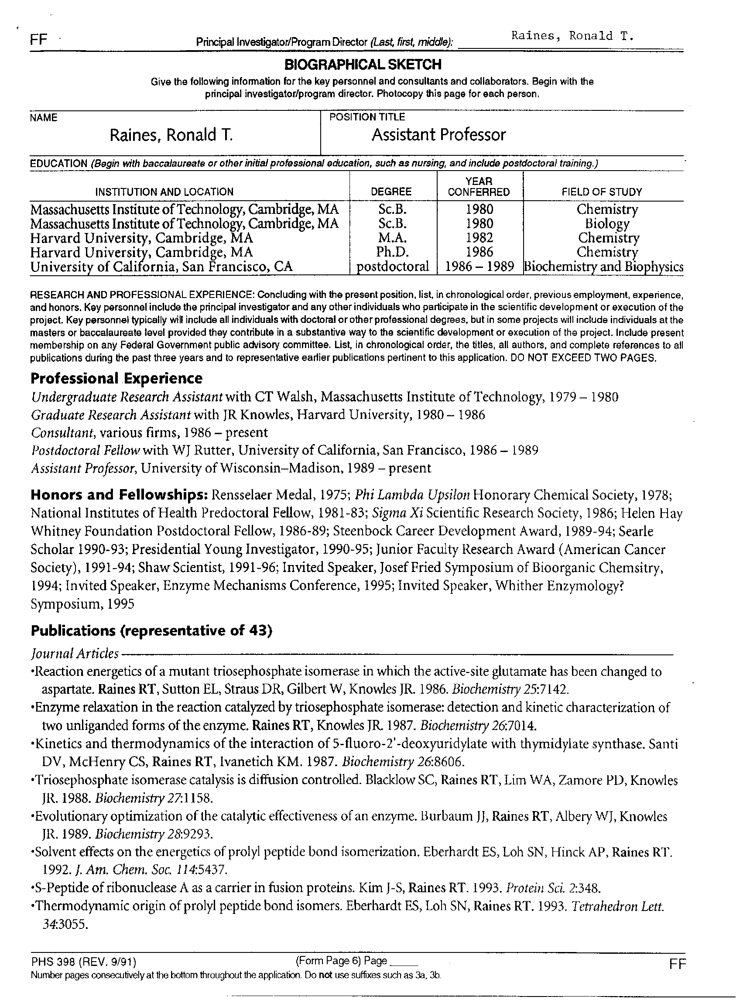 FF
Principal Investigator/Program Director (Last, first, middle): Raines, Ronald T.
BIOGRAPHICAL SKETCH
Give the following information for the key personnel and consultants and collaborators. Begin with the
principal investigator/program director. Photocopy this page for each person.
NAME
POSITION TITLE
Raines, Ronald T.
Assistant Professor
EDUCATION (Begin with baccalaureate or other initial professional education, such as nursing, and include postdoctoral training.)
INSTITUTION AND LOCATION DEGREE YEAR CONFERRED FIELD OF STUDY
Massachusetts Institute of Technology, Cambridge, MA Sc.B. 1980 Chemistry
Massachusetts Institute of Technology, Cambridge, MA Sc.B. 1980 Biology
Harvard University, Cambridge, MA M.A. 1982 Chemistry
Harvard University, Cambridge, MA Ph.D. 1986 Chemistry
University of California, San Francisco, CA postdoctoral 1986 – 1989 Biochemistry and Biophysics
RESEARCH AND PROFESSIONAL EXPERIENCE: Concluding with the present position, list, in chronological order, previous employment, experience,
and honors. Key personnel include the principal investigator and any other individuals who participate in the scientific development or execution of the
project. Key personnel typically will include all individuals with doctoral or other professional degrees, but in some projects will include individuals at the
masters or baccalaureate level provided they contribute in a substantive way to the scientific development or execution of the project. Include present
membership on any Federal Government public advisory committee. List, in chronological order, the titles, all authors, and complete references to all
publications during the past three years and to representative earlier publications pertinent to this application. DO NOT EXCEED TWO PAGES.
Professional Experience
Undergraduate Research Assistant with CT Walsh, Massachusetts Institute of Technology, 1979 – 1980
Graduate Research Assistant with JR Knowles, Harvard University, 1980 – 1986
Consultant, various firms, 1986 – present
Postdoctoral Fellow with WJ Rutter, University of California, San Francisco, 1986 – 1989
Assistant Professor, University of Wisconsin–Madison, 1989 – present
Honors and Fellowships: Rensselaer Medal, 1975; Phi Lambda Upsilon Honorary Chemical Society, 1978;
National Institutes of Health Predoctoral Fellow, 1981-83; Sigma Xi Scientific Research Society, 1986; Helen Hay
Whitney Foundation Postdoctoral Fellow, 1986-89; Steenbock Career Development Award, 1989-94; Searle
Scholar 1990-93; Presidential Young Investigator, 1990-95; Junior Faculty Research Award (American Cancer
Society), 1991-94; Shaw Scientist, 1991-96; Invited Speaker, Josef Fried Symposium of Bioorganic Chemsitry,
1994; Invited Speaker, Enzyme Mechanisms Conference, 1995; Invited Speaker, Whither Enzymology?
Symposium, 1995
Publications (representative of 43)
Journal Articles
•Reaction energetics of a mutant triosephosphate isomerase in which the active-site glutamate has been changed to
aspartate. Raines RT, Sutton EL, Straus DR, Gilbert W, Knowles JR. 1986. Biochemistry 25:7142.
•Enzyme relaxation in the reaction catalyzed by triosephosphate isomerase: detection and kinetic characterization of
two unliganded forms of the enzyme. Raines RT, Knowles JR. 1987. Biochemistry 26:7014.
•Kinetics and thermodynamics of the interaction of 5-fluoro-2'-deoxyuridylate with thymidylate synthase. Santi
DV, McHenry CS, Raines RT, Ivanetich KM. 1987. Biochemistry 26:8606.
•Triosephosphate isomerase catalysis is diffusion controlled. Blacklow SC, Raines RT, Lim WA, Zamore PD, Knowles
JR. 1988. Biochemistry 27:1158.
•Evolutionary optimization of the catalytic effectiveness of an enzyme. Burbaum JJ, Raines RT, Albery WJ, Knowles
JR. 1989. Biochemistry 28:9293.
•Solvent effects on the energetics of prolyl peptide bond isomerization. Eberhardt ES, Loh SN, Hinck AP, Raines RT.
1992. J. Am. Chem. Soc. 114:5437.
•S-Peptide of ribonuclease A as a carrier in fusion proteins. Kim J-S, Raines RT. 1993. Protein Sci. 2:348.
•Thermodynamic origin of prolyl peptide bond isomers. Eberhardt ES, Loh SN, Raines RT. 1993. Tetrahedron Lett.
34:3055.
PHS 398 (REV. 9/91) (Form Page 6) Page _____ FF
Number pages consecutively at the bottom throughout the application. Do not use suffixes such as 3a, 3b.